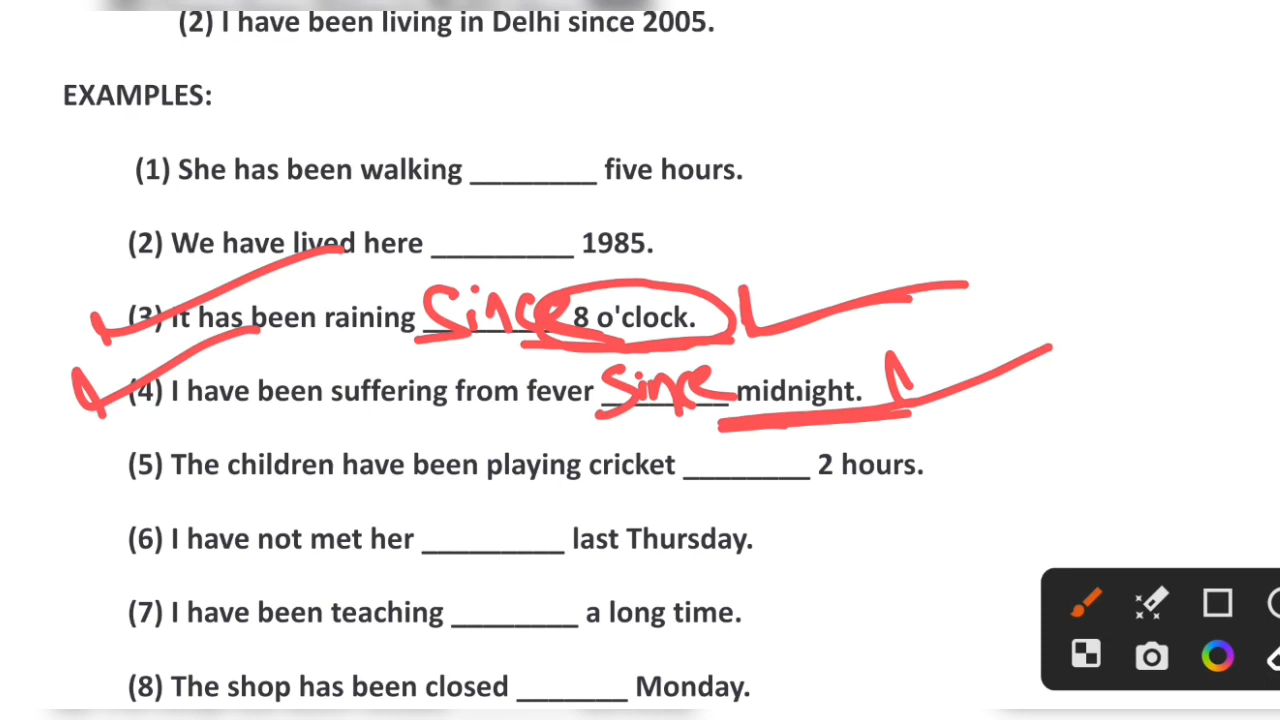 (2) I have been living in Delhi since 2005.
EXAMPLES:
(1) She has been walking ________ five hours.
(2) We have lived here _________ 1985.
(3) It has been raining since 8 o'clock.
(4) I have been suffering from fever since midnight.
(5) The children have been playing cricket ________ 2 hours.
(6) I have not met her _________ last Thursday.
(7) I have been teaching ________ a long time.
(8) The shop has been closed _______ Monday.